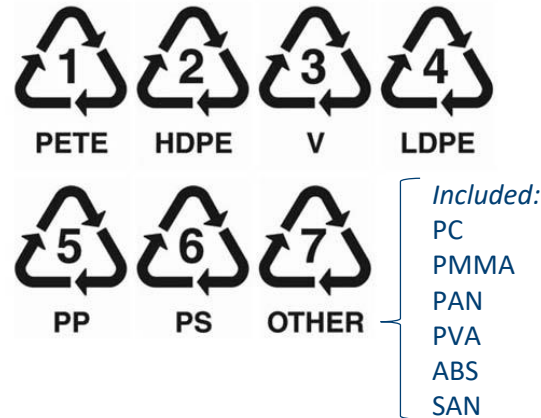 1 2 3 4
PETE HDPE V LDPE
5 6 7
PP PS OTHER
Included:
PC
PMMA
PAN
PVA
ABS
SAN